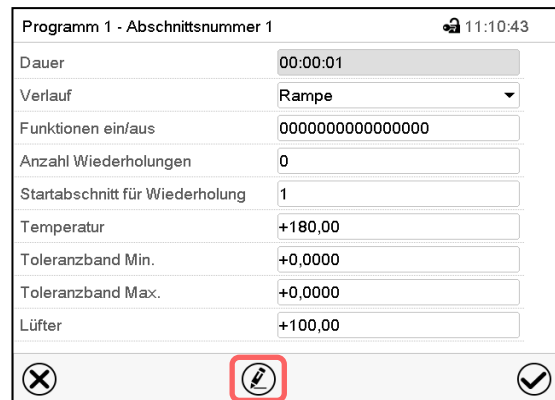 Programm 1 - Abschnittsnummer 1 11:10:43
Dauer 00:00:01
Verlauf Rampe
Funktionen ein/aus 0000000000000000
Anzahl Wiederholungen 0
Startabschnitt für Wiederholung 1
Temperatur +180,00
Toleranzband Min. +0,0000
Toleranzband Max. +0,0000
Lüfter +100,00